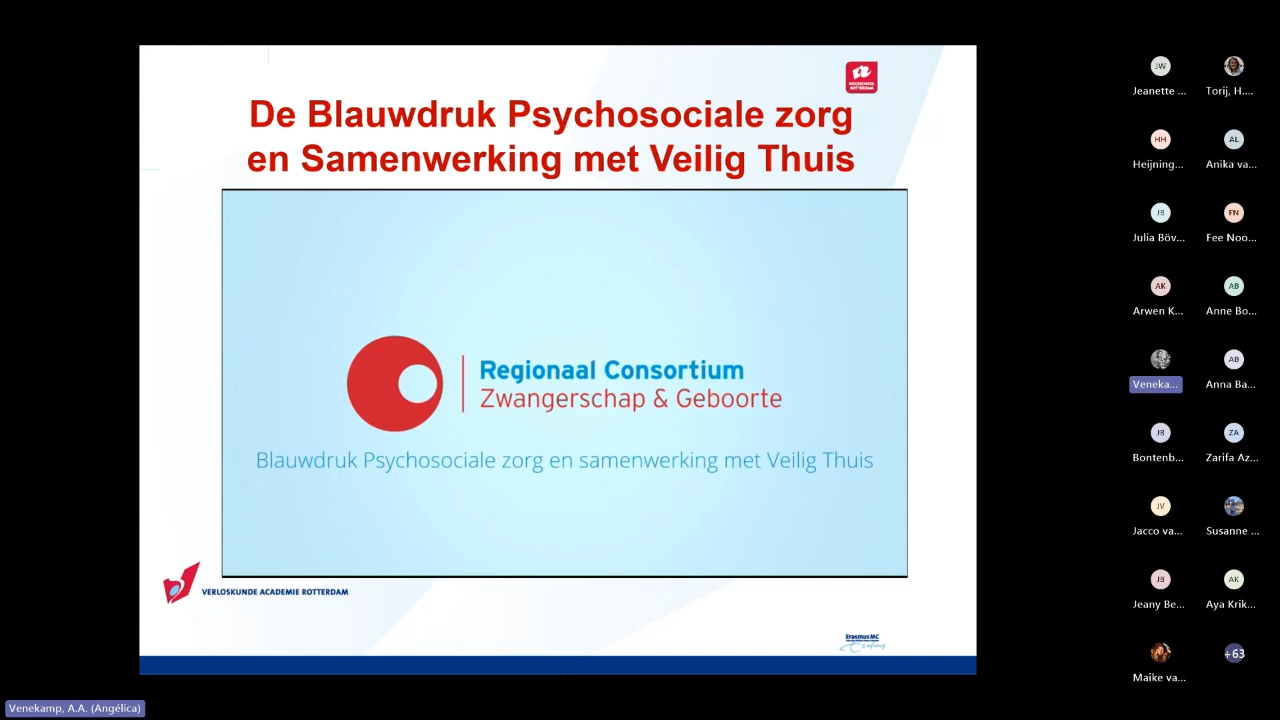 HOGESCHOOL
ROTTERDAM
De Blauwdruk Psychosociale zorg
en Samenwerking met Veilig Thuis
Regionaal Consortium
Zwangerschap & Geboorte
Blauwdruk Psychosociale zorg en samenwerking met Veilig Thuis
VERLOSKUNDE ACADEMIE ROTTERDAM
Erasmus MC
Venekamp, A.A. (Angélica)
JW
Jeanette ...
Torij, H....
HH
Heijning...
AL
Anika va...
JB
Julia Böv...
FN
Fee Noo...
AK
Arwen K...
AB
Anne Bo...
Veneka...
AB
Anna Ba...
JB
Bontenb...
ZA
Zarifa Az...
JV
Jacco va...
Susanne ...
JB
Jeany Be...
AK
Aya Krik...
Maike va...
+63